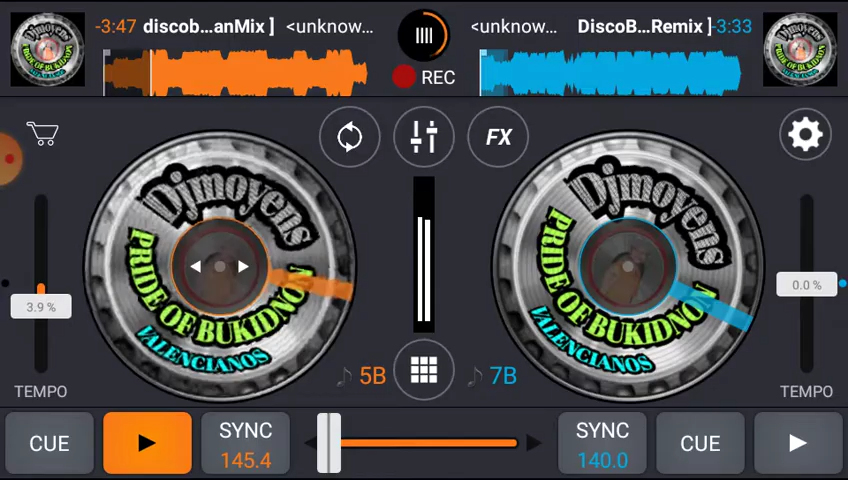 -3:47 discob...anMix ] <unknow...
<unknow... DiscoB...Remix ] -3:33
REC
FX
Djmoyens
PRIDE OF BUKIDNON
VALENCIANOS
Djmoyens
PRIDE OF BUKIDNON
VALENCIANOS
3.9 %
0.0 %
TEMPO
5B
7B
TEMPO
CUE
SYNC
145.4
SYNC
140.0
CUE